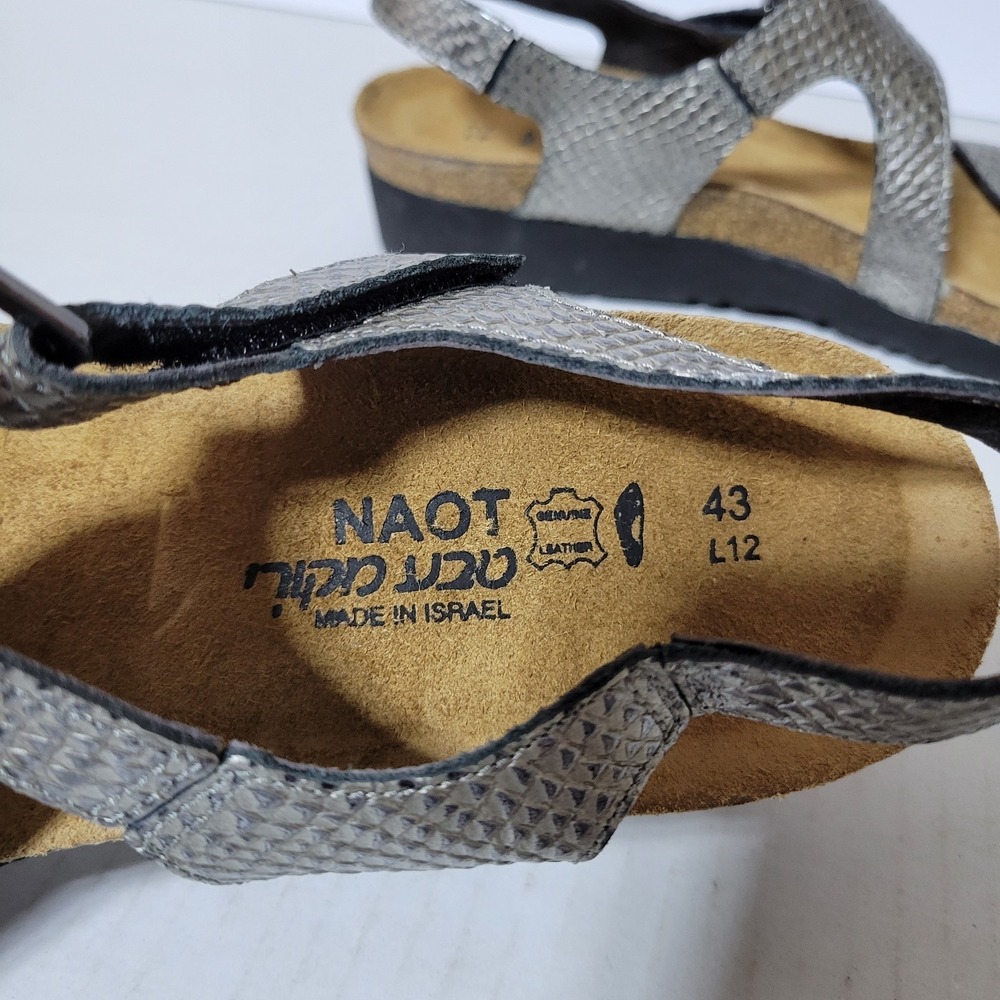 NAOT
טבע נאות
MADE IN ISRAEL
GENUINE
LEATHER
43
L12